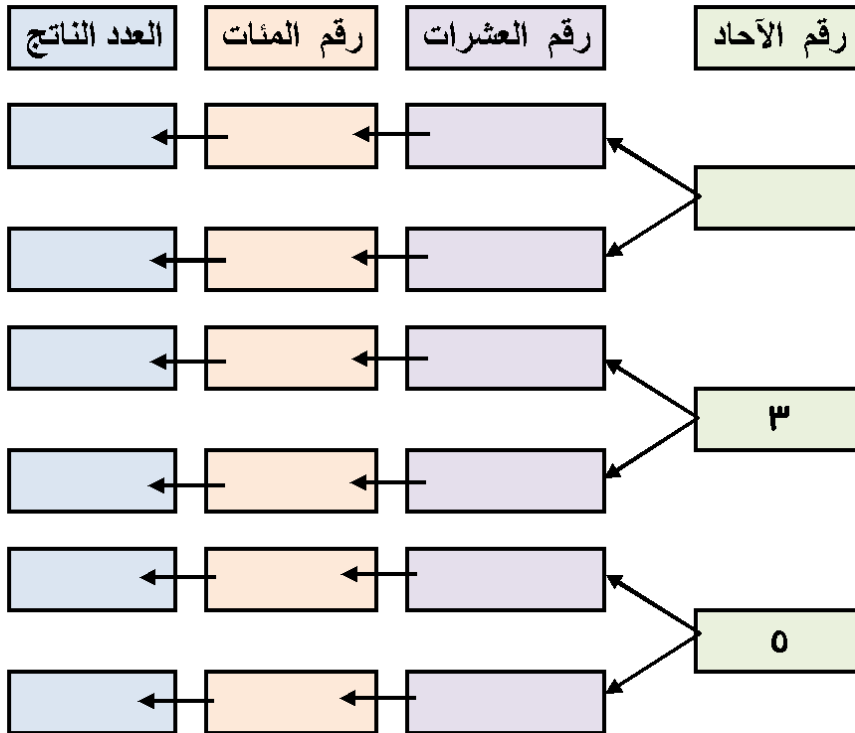 رقم الآحاد
رقم العشرات
رقم المئات
العدد الناتج
٣
٥